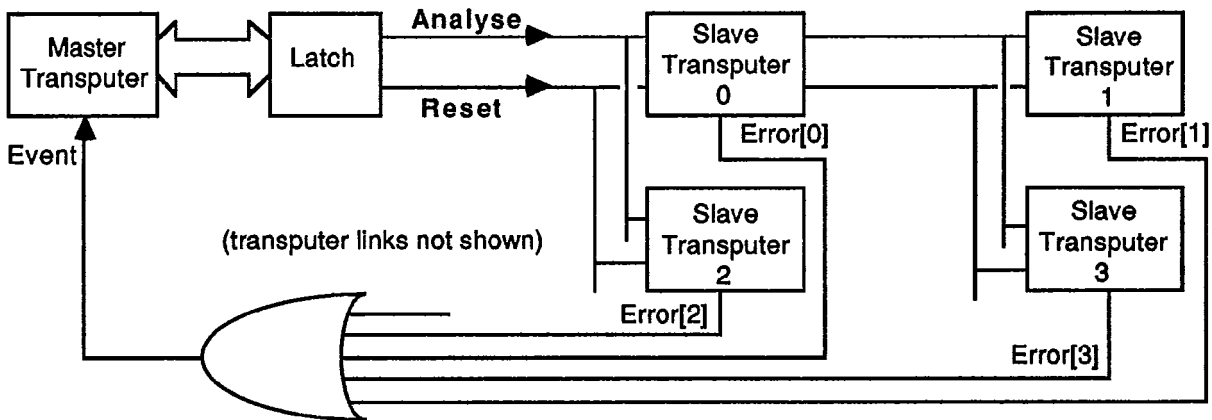 Master
Transputer
Latch
Analyse
Reset
Slave
Transputer
0
Slave
Transputer
1
Error[0]
Error[1]
Event
Slave
Transputer
2
Slave
Transputer
3
(transputer links not shown)
Error[2]
Error[3]